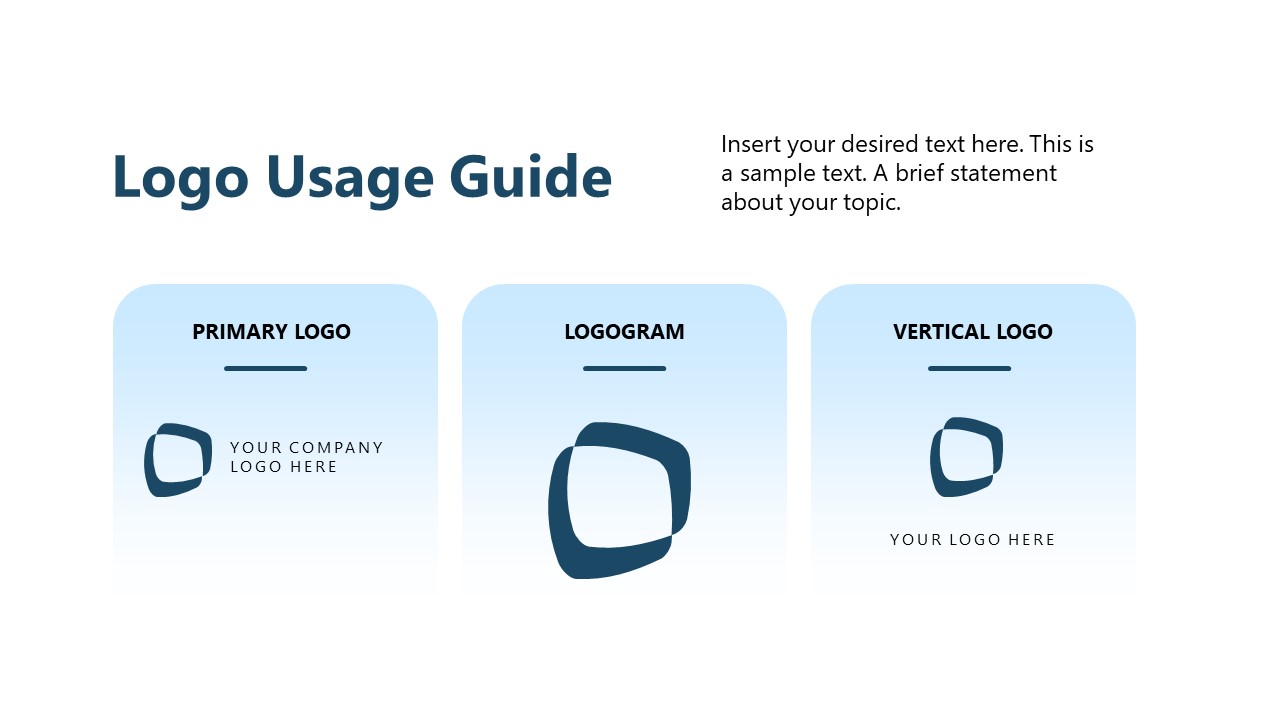 Logo Usage Guide
Insert your desired text here. This is
a sample text. A brief statement
about your topic.
PRIMARY LOGO
YOUR COMPANY
LOGO HERE
LOGOGRAM
VERTICAL LOGO
YOUR LOGO HERE